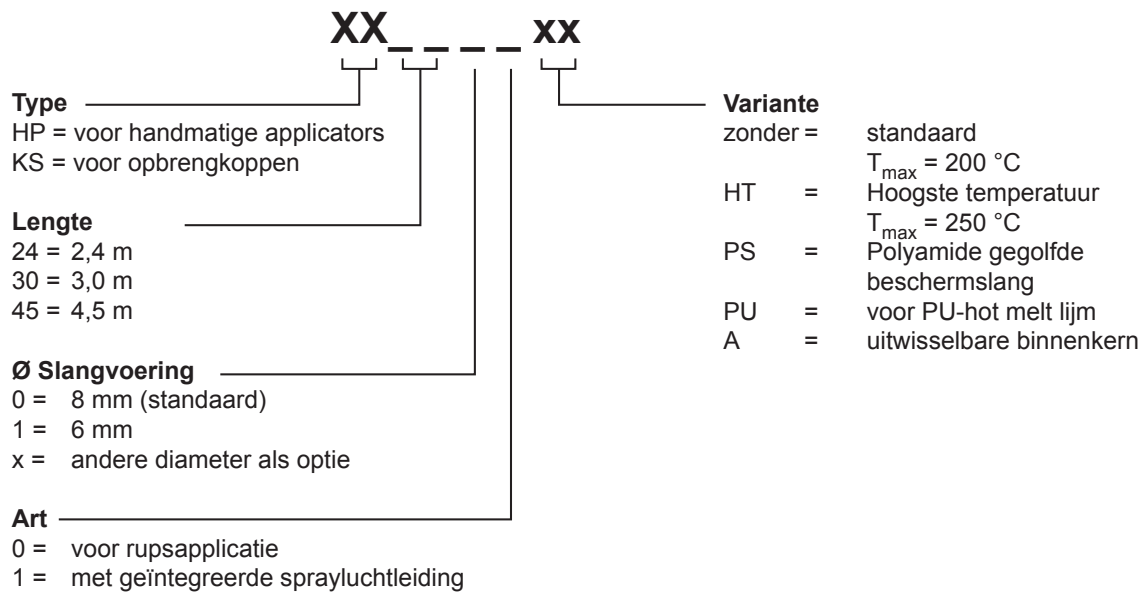 XX_ _ _ _ XX
Type
HP = voor handmatige applicators
KS = voor opbrengkoppen
Lengte
24 = 2,4 m
30 = 3,0 m
45 = 4,5 m
Ø Slangvoering
0 = 8 mm (standaard)
1 = 6 mm
x = andere diameter als optie
Art
0 = voor rupsapplicatie
1 = met geïntegreerde sprayluchtleiding
Variante
zonder = standaard
Tmax = 200 °C
HT = Hoogste temperatuur
Tmax = 250 °C
PS = Polyamide gegolfde
beschermslang
PU = voor PU-hot melt lijm
A = uitwisselbare binnenkern